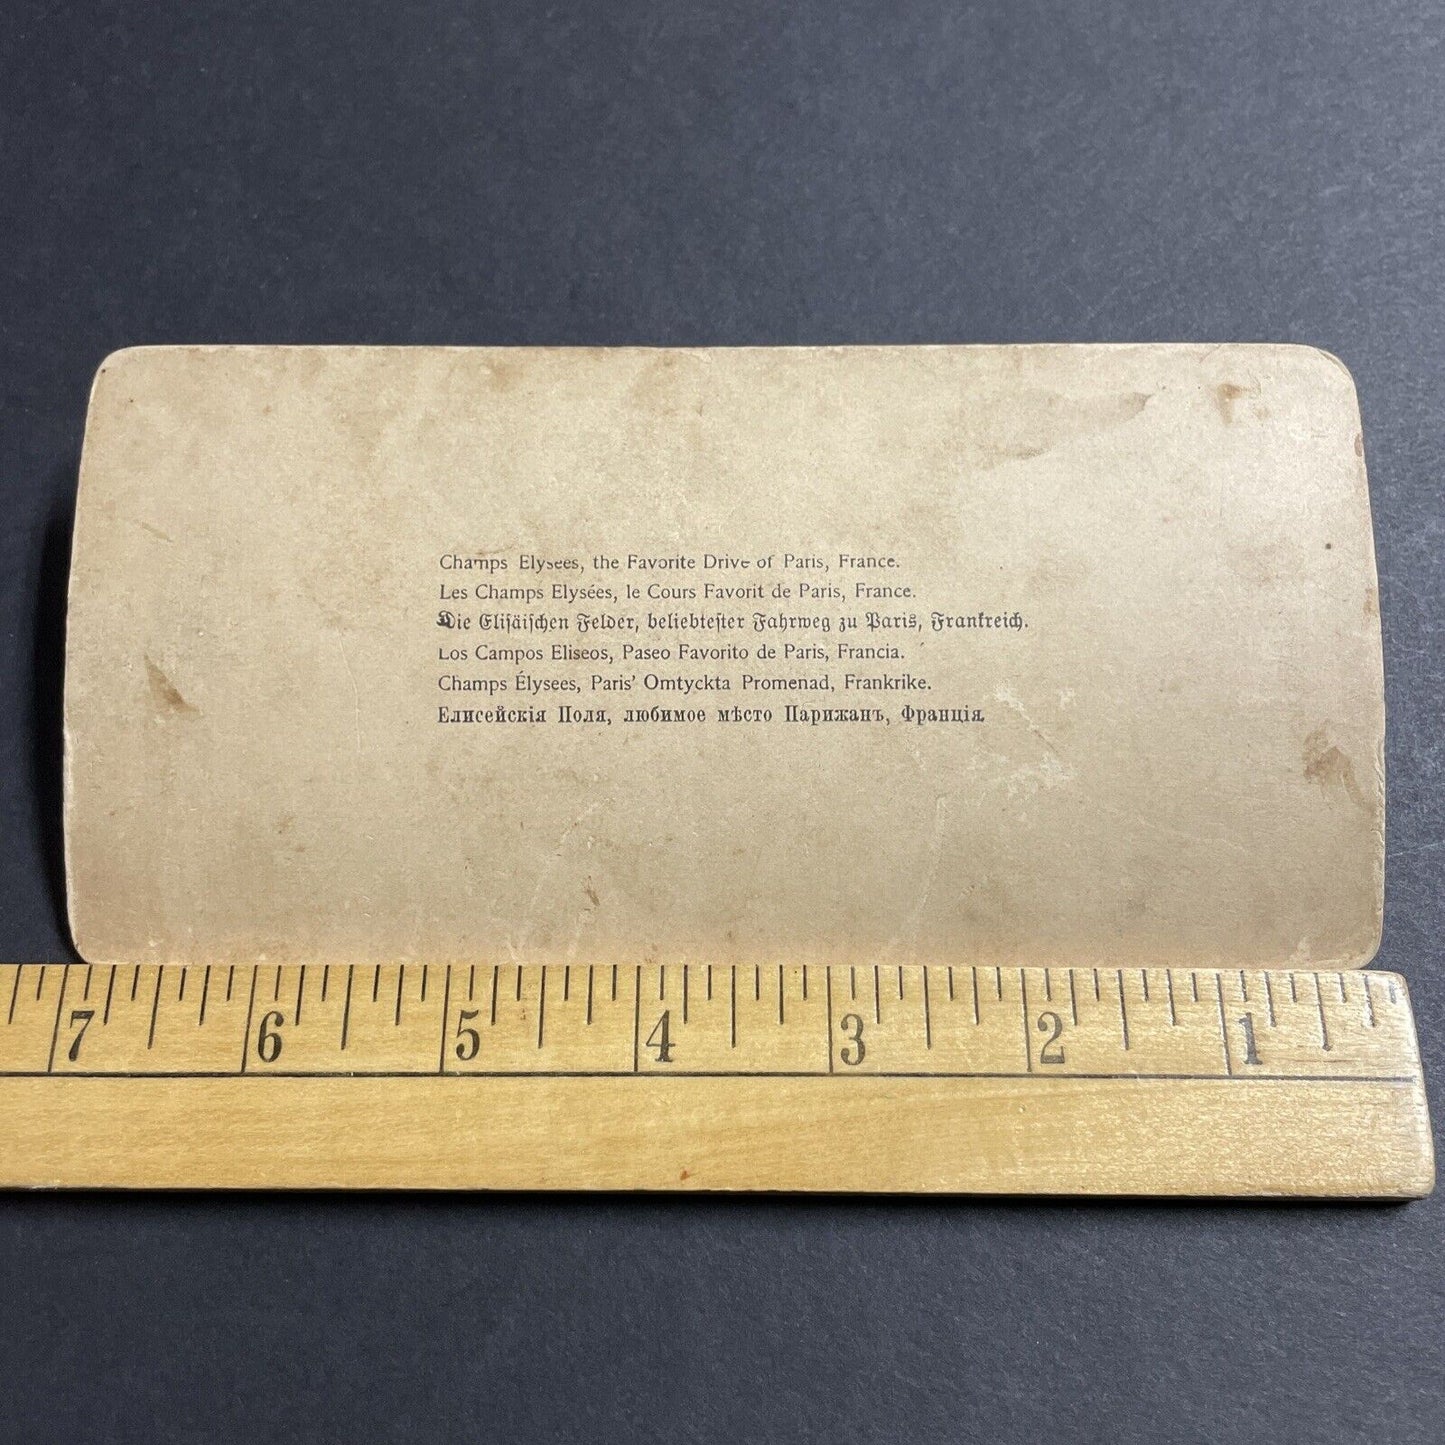 Champs Elysees, the Favorite Drive of Paris, France.
Les Champs Elysées, le Cours Favorit de Paris, France.
Die Elisäischen Felder, beliebtester Fahrweg zu Paris, Frankreich.
Los Campos Eliseos, Paseo Favorito de Paris, Francia.
Champs Élysees, Paris' Omtyckta Promenad, Frankrike.
Елисейскія Поля, любимое мѣсто Парижанъ, Франція.
7 6 5 4 3 2 1